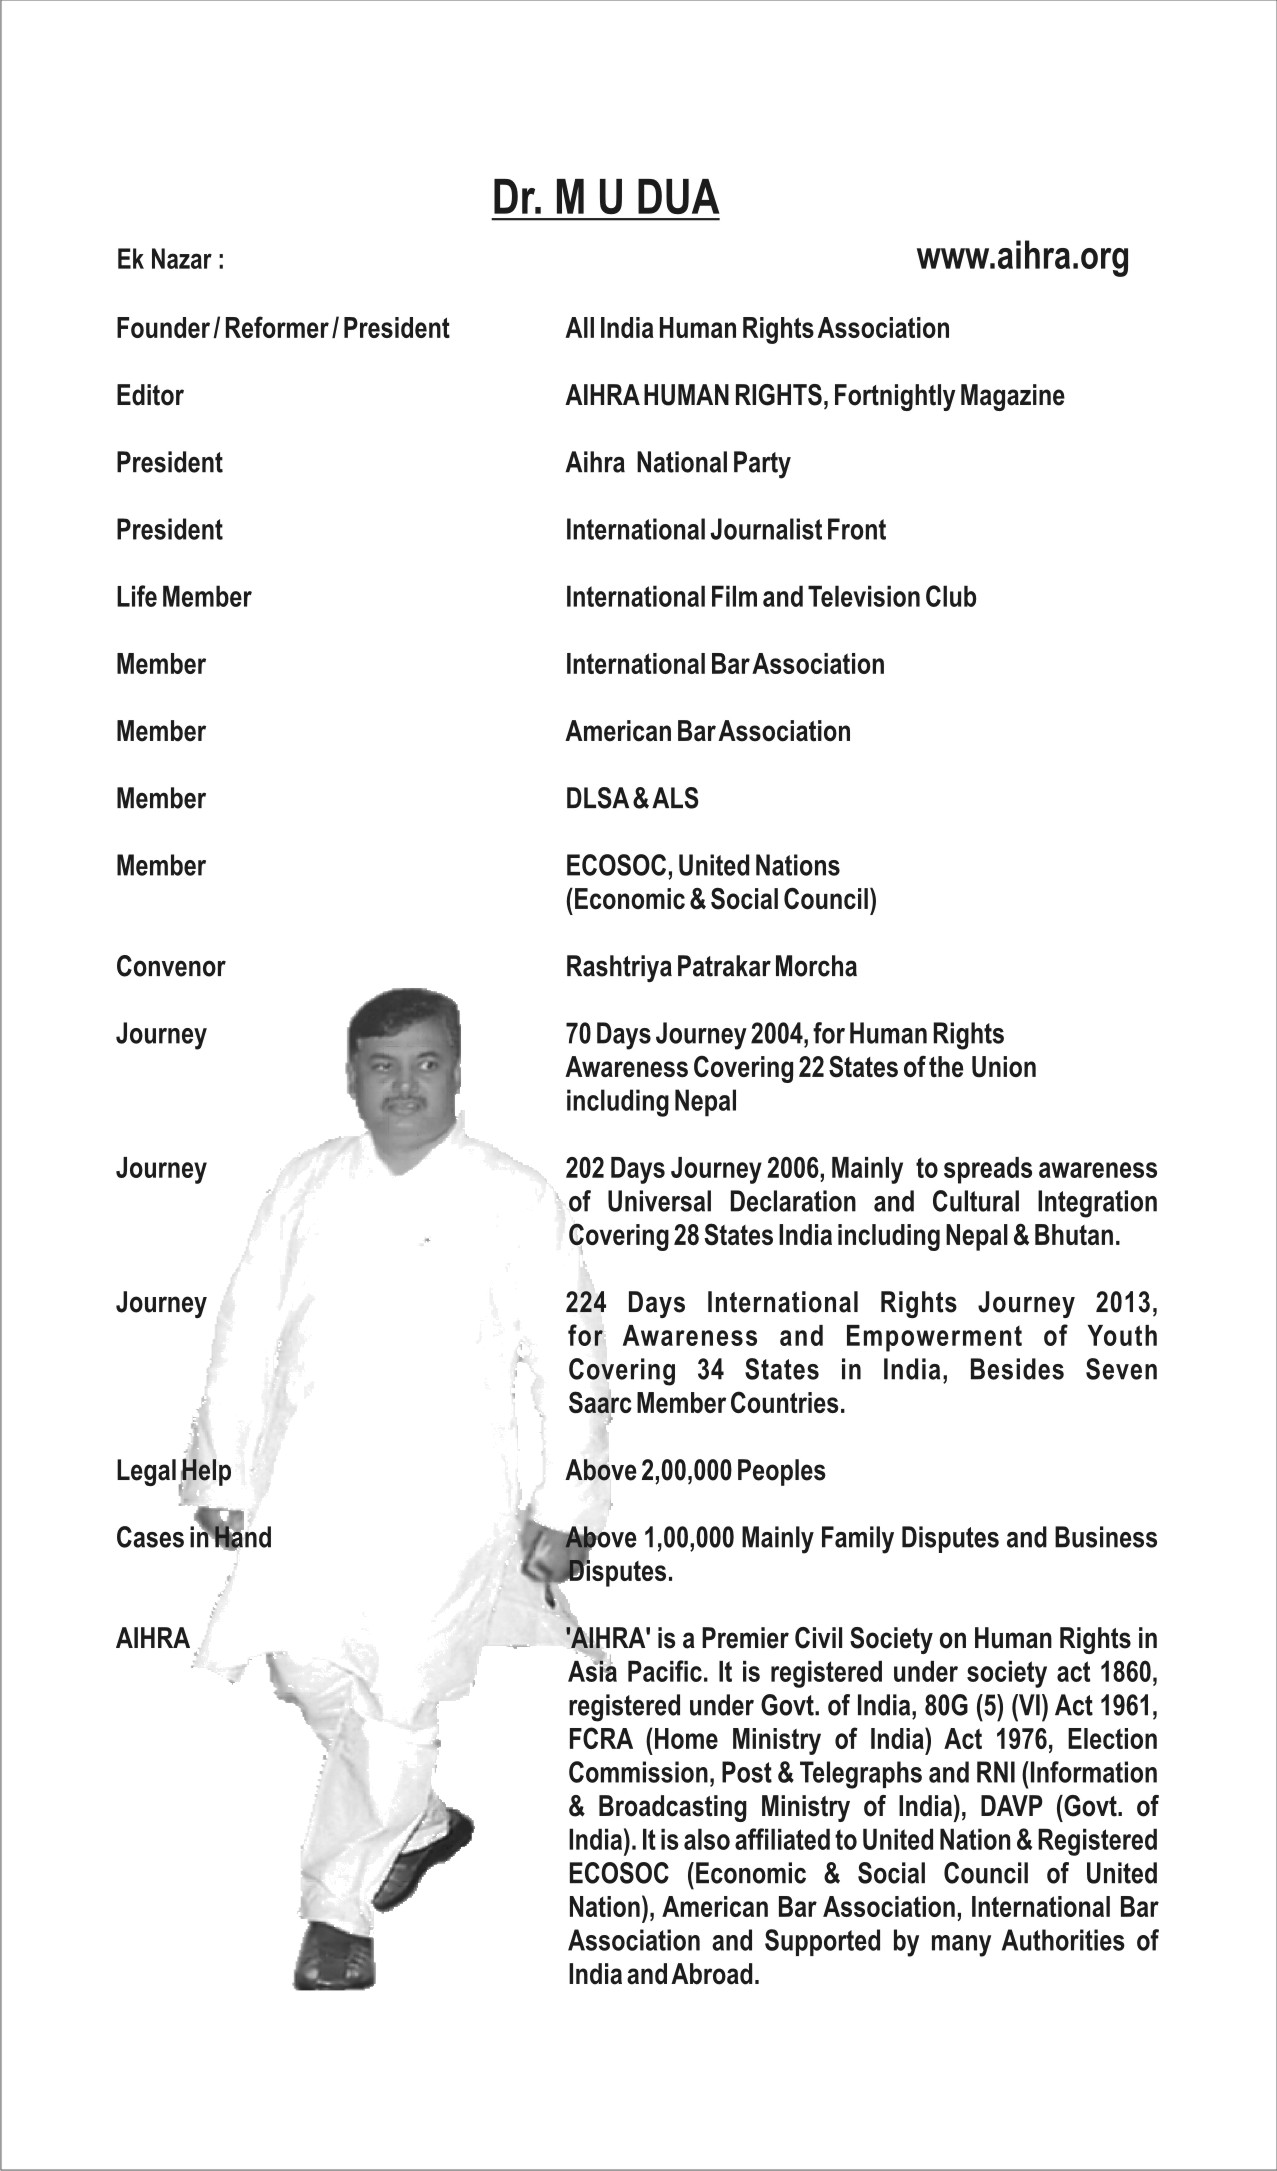 Dr. M U DUA
Ek Nazar : www.aihra.org
Founder / Reformer / President All India Human Rights Association
Editor AIHRA HUMAN RIGHTS, Fortnightly Magazine
President Aihra National Party
President International Journalist Front
Life Member International Film and Television Club
Member International Bar Association
Member American Bar Association
Member DLSA & ALS
Member ECOSOC, United Nations
(Economic & Social Council)
Convenor Rashtriya Patrakar Morcha
Journey 70 Days Journey 2004, for Human Rights
Awareness Covering 22 States of the Union
including Nepal
Journey 202 Days Journey 2006, Mainly to spreads awareness
of Universal Declaration and Cultural Integration
Covering 28 States India including Nepal & Bhutan.
Journey 224 Days International Rights Journey 2013,
for Awareness and Empowerment of Youth
Covering 34 States in India, Besides Seven
Saarc Member Countries.
Legal Help Above 2,00,000 Peoples
Cases in Hand Above 1,00,000 Mainly Family Disputes and Business
Disputes.
AIHRA 'AIHRA' is a Premier Civil Society on Human Rights in
Asia Pacific. It is registered under society act 1860,
registered under Govt. of India, 80G (5) (VI) Act 1961,
FCRA (Home Ministry of India) Act 1976, Election
Commission, Post & Telegraphs and RNI (Information
& Broadcasting Ministry of India), DAVP (Govt. of
India). It is also affiliated to United Nation & Registered
ECOSOC (Economic & Social Council of United
Nation), American Bar Association, International Bar
Association and Supported by many Authorities of
India and Abroad.